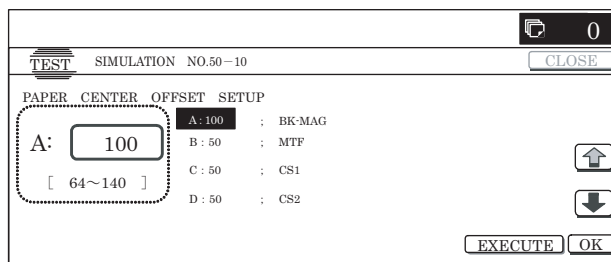 0
TEST SIMULATION NO.50-10 CLOSE
PAPER CENTER OFFSET SETUP
A: 100
[ 64～140 ]
A : 100 ; BK-MAG
B : 50 ; MTF
C : 50 ; CS1
D : 50 ; CS2
EXECUTE OK